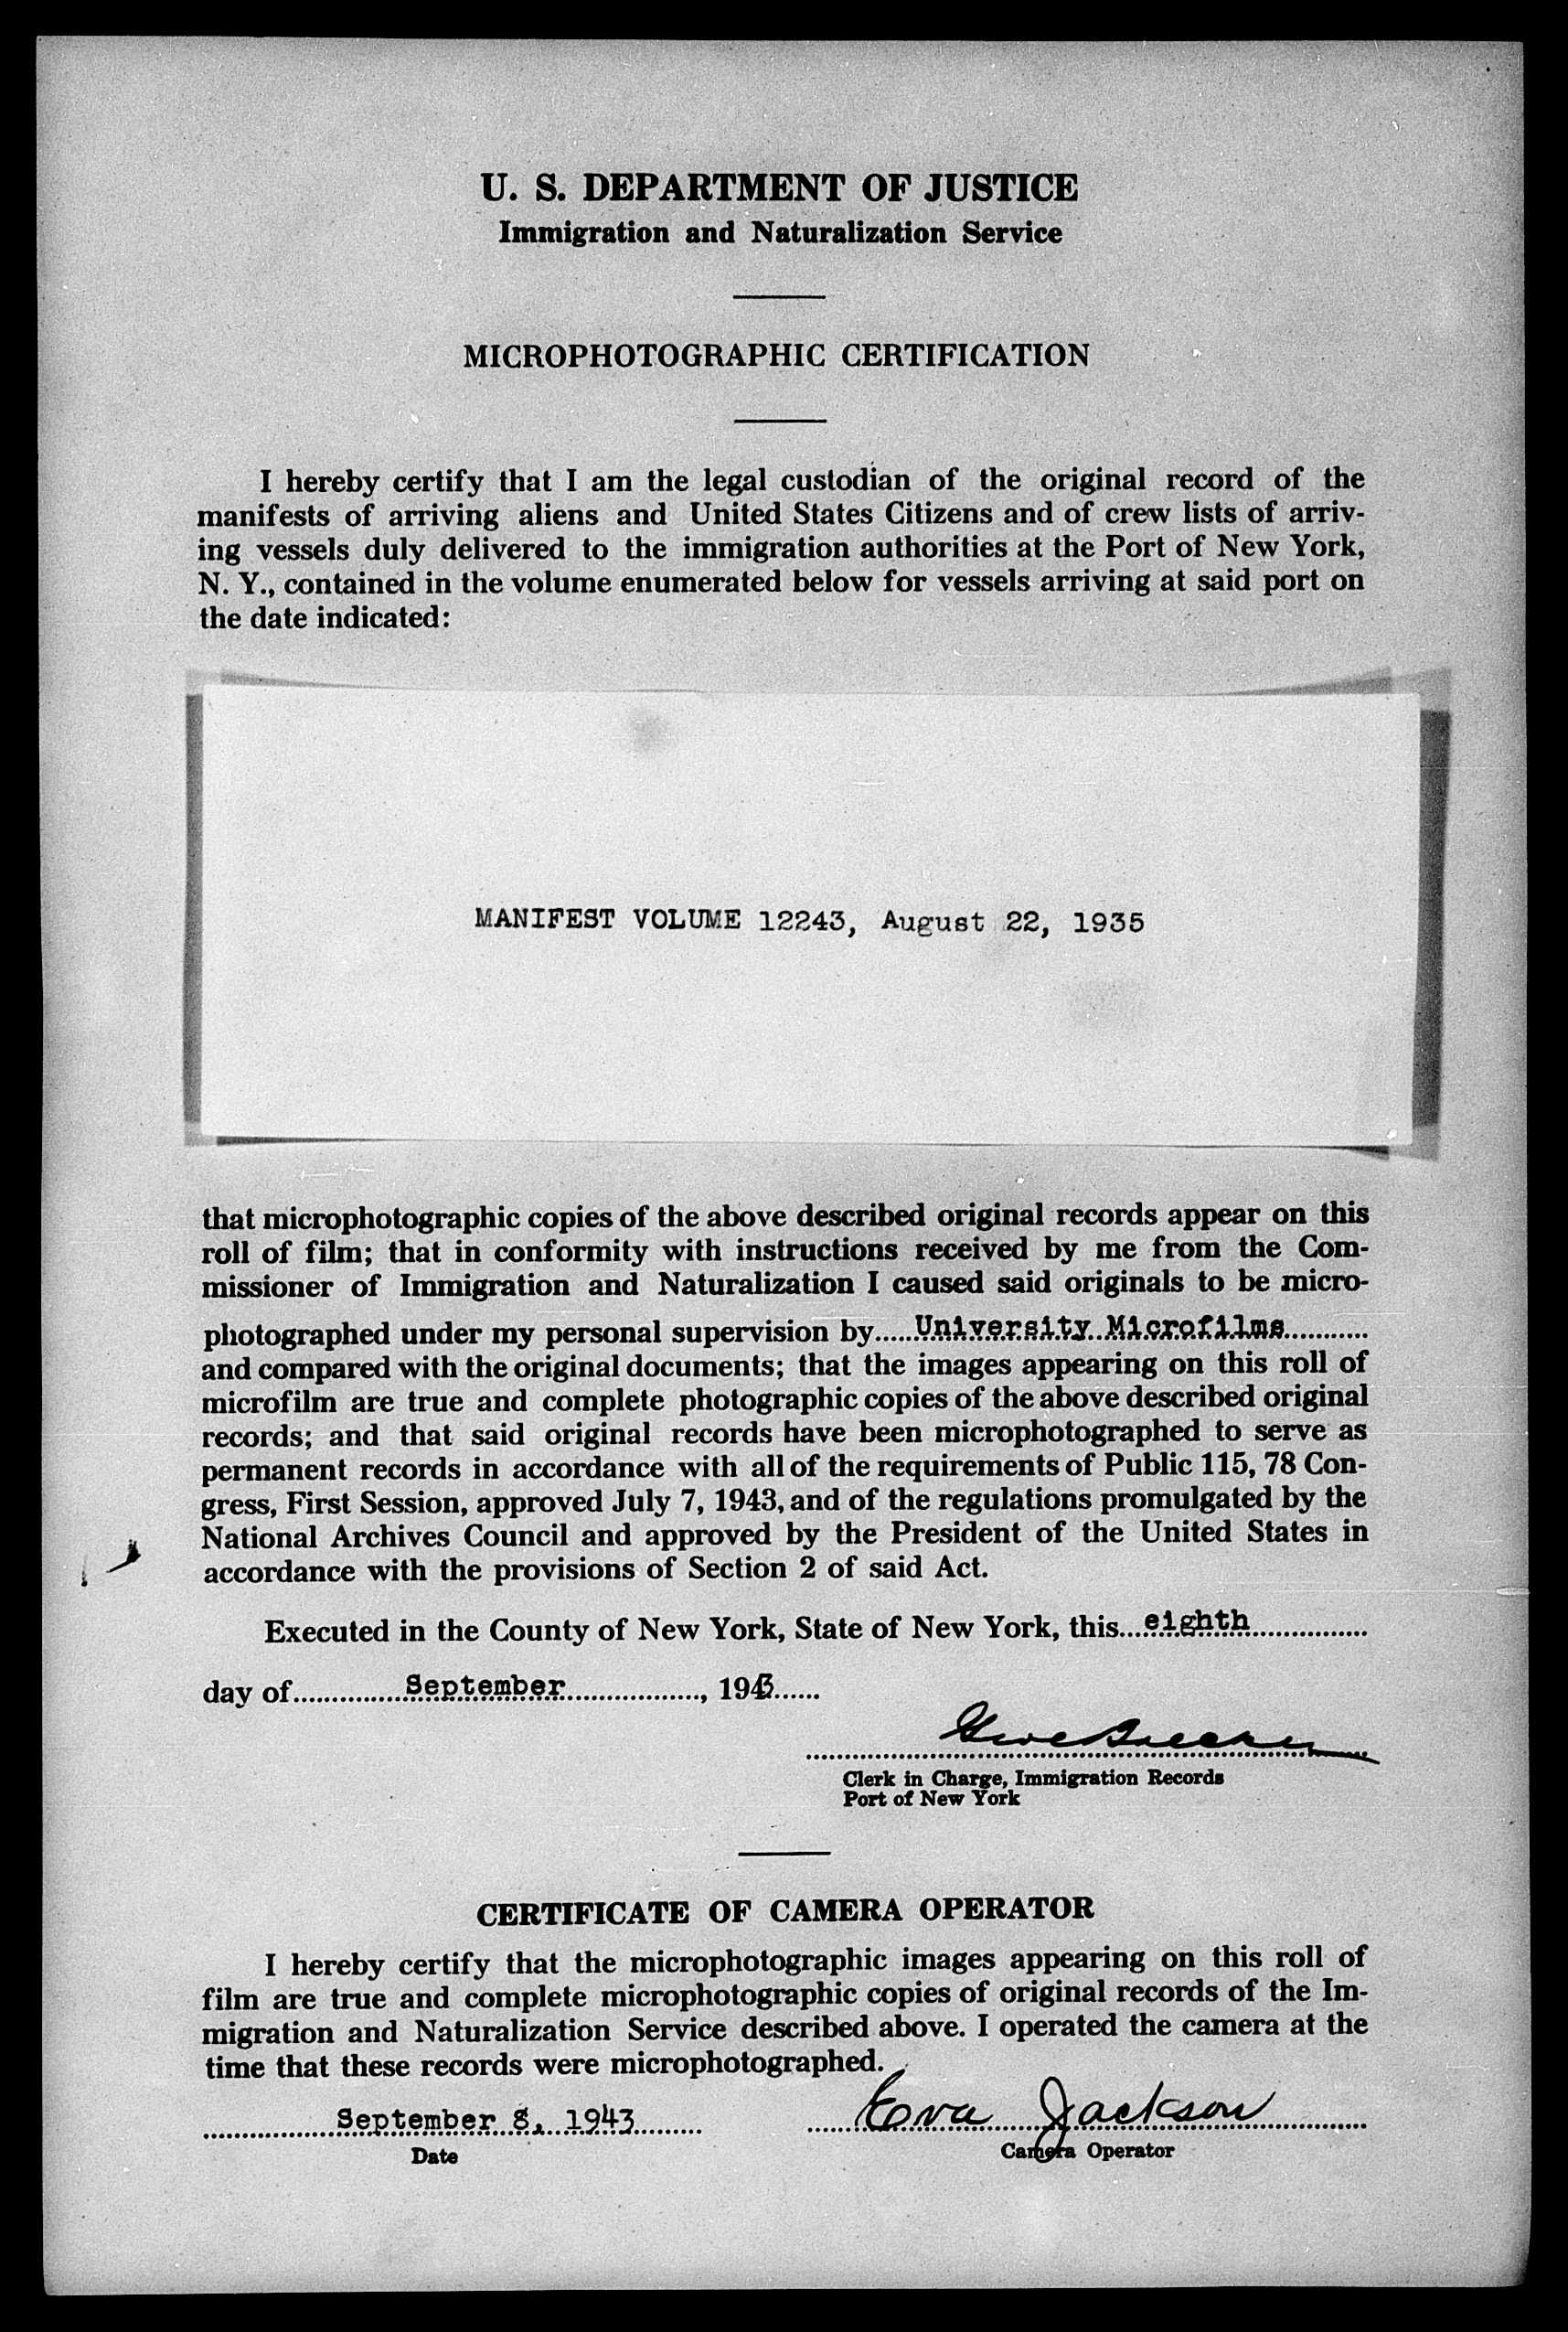 U. S. DEPARTMENT OF JUSTICE
Immigration and Naturalization Service
MICROPHOTOGRAPHIC CERTIFICATION
I hereby certify that I am the legal custodian of the original record of the
manifests of arriving aliens and United States Citizens and of crew lists of arriv-
ing vessels duly delivered to the immigration authorities at the Port of New York,
N. Y., contained in the volume enumerated below for vessels arriving at said port on
the date indicated:
MANIFEST VOLUME 12243, August 22, 1935
that microphotographic copies of the above described original records appear on this
roll of film; that in conformity with instructions received by me from the Com-
missioner of Immigration and Naturalization I caused said originals to be micro-
photographed under my personal supervision by.....University Microfilms...........
and compared with the original documents; that the images appearing on this roll of
microfilm are true and complete photographic copies of the above described original
records; and that said original records have been microphotographed to serve as
permanent records in accordance with all of the requirements of Public 115, 78 Con-
gress, First Session, approved July 7, 1943, and of the regulations promulgated by the
National Archives Council and approved by the President of the United States in
accordance with the provisions of Section 2 of said Act.
Executed in the County of New York, State of New York, this....eighth...............
day of...............September.................., 1943......
Clerk in Charge, Immigration Records
Port of New York
CERTIFICATE OF CAMERA OPERATOR
I hereby certify that the microphotographic images appearing on this roll of
film are true and complete microphotographic copies of original records of the Im-
migration and Naturalization Service described above. I operated the camera at the
time that these records were microphotographed.
September 8, 1943 Eva Jackson
Date Camera Operator